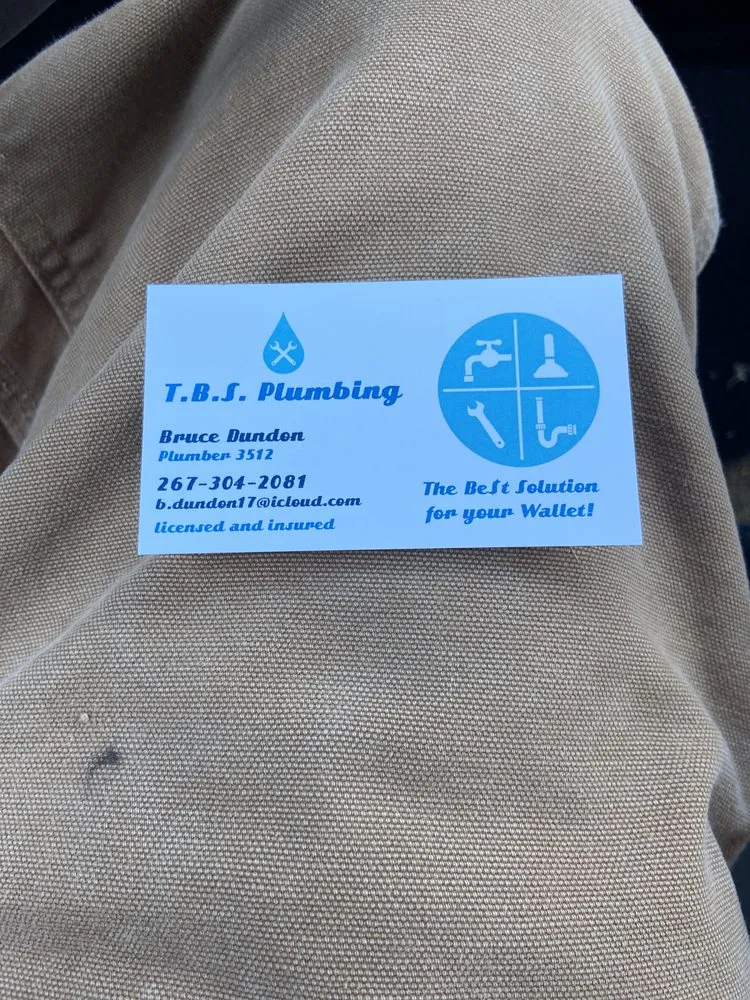 T.B.S. Plumbing
Bruce Dundon
Plumber 3512
267-304-2081
b.dundon17@icloud.com
licensed and insured
The Best Solution
for your Wallet!